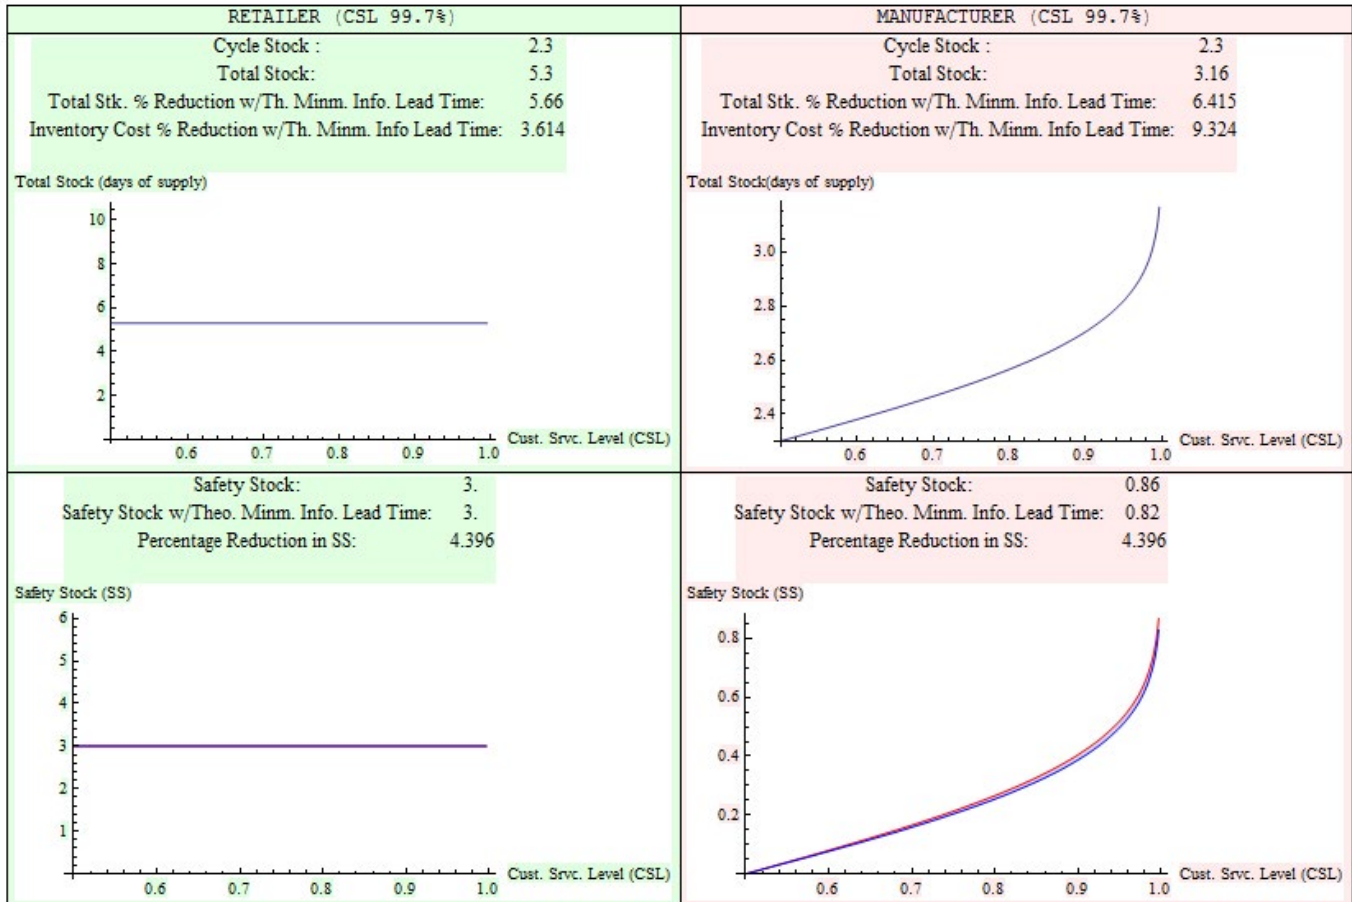 RETAILER (CSL 99.7%)
Cycle Stock : 2.3
Total Stock: 5.3
Total Stk. % Reduction w/Th. Minm. Info. Lead Time: 5.66
Inventory Cost % Reduction w/Th. Minm. Info Lead Time: 3.614
Total Stock (days of supply)
10
8
6
4
2
0.6 0.7 0.8 0.9 1.0
Cust. Srvc. Level (CSL)
MANUFACTURER (CSL 99.7%)
Cycle Stock : 2.3
Total Stock: 3.16
Total Stk. % Reduction w/Th. Minm. Info. Lead Time: 6.415
Inventory Cost % Reduction w/Th. Minm. Info Lead Time: 9.324
Total Stock(days of supply)
3.0
2.8
2.6
2.4
0.6 0.7 0.8 0.9 1.0
Cust. Srvc. Level (CSL)
Safety Stock: 3.
Safety Stock w/Theo. Minm. Info. Lead Time: 3.
Percentage Reduction in SS: 4.396
Safety Stock (SS)
6
5
4
3
2
1
0.6 0.7 0.8 0.9 1.0
Cust. Srvc. Level (CSL)
Safety Stock: 0.86
Safety Stock w/Theo. Minm. Info. Lead Time: 0.82
Percentage Reduction in SS: 4.396
Safety Stock (SS)
0.8
0.6
0.4
0.2
0.6 0.7 0.8 0.9 1.0
Cust. Srvc. Level (CSL)